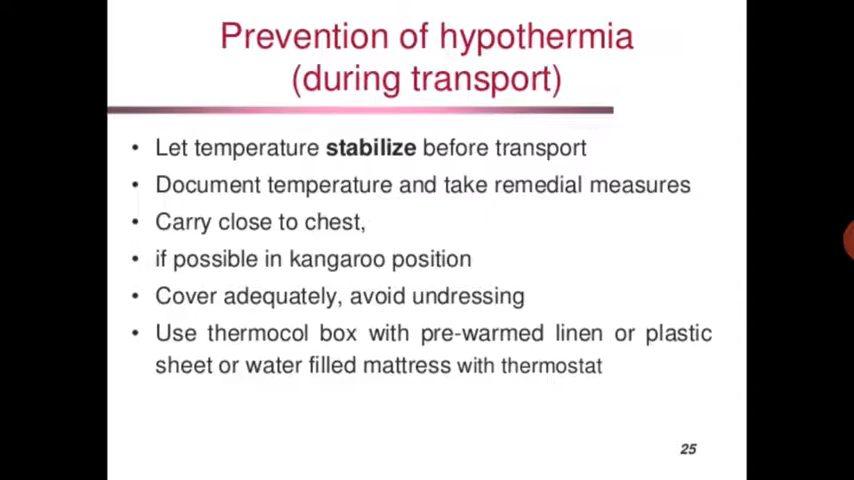 Prevention of hypothermia
(during transport)
• Let temperature stabilize before transport
• Document temperature and take remedial measures
• Carry close to chest,
• if possible in kangaroo position
• Cover adequately, avoid undressing
• Use thermocol box with pre-warmed linen or plastic
sheet or water filled mattress with thermostat
25